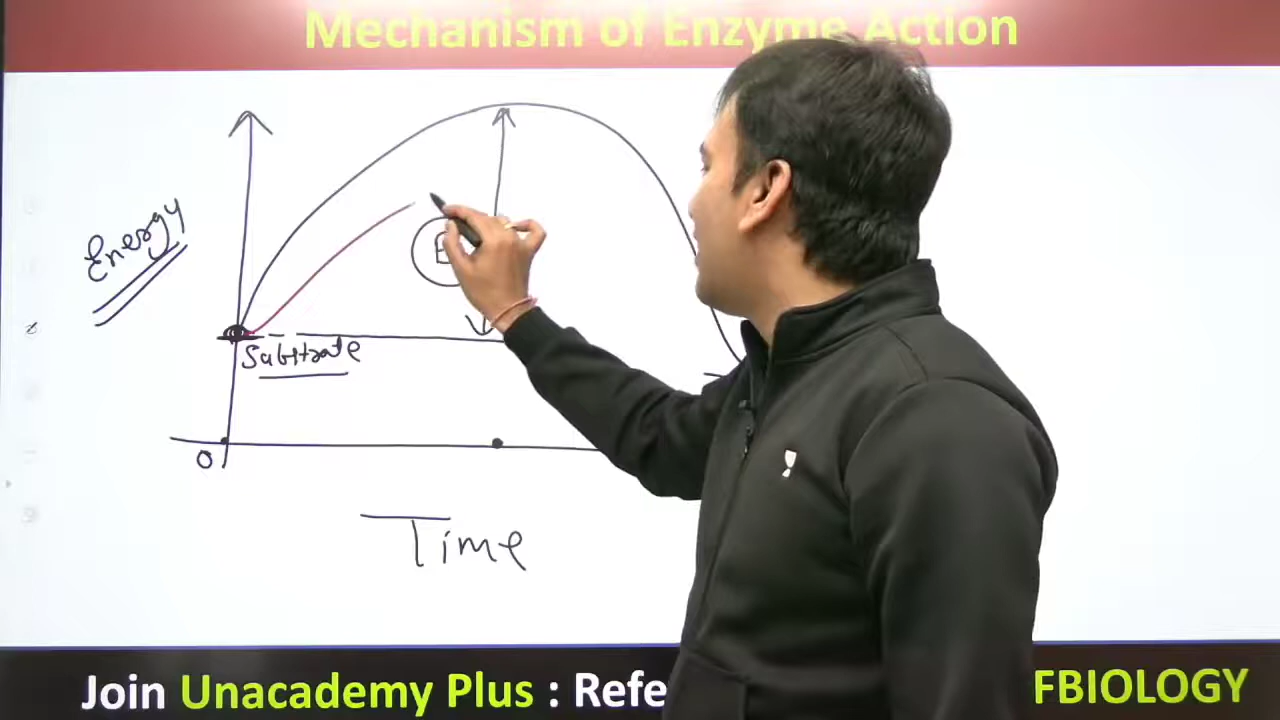 Mechanism of Enzyme Action
Energy
E
Substrate
0
Time
Join Unacademy Plus : Refe FBIOLOGY